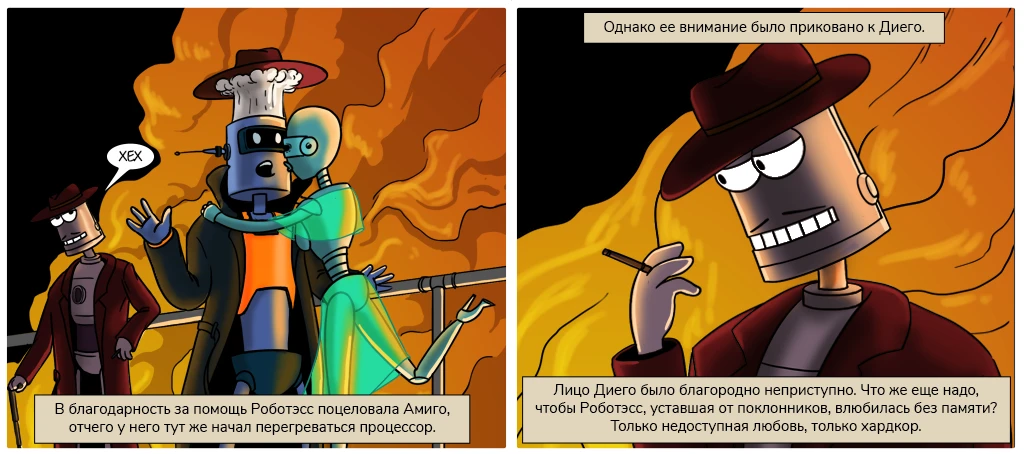 ХЕХ
В благодарность за помощь Роботэсс поцеловала Амиго,
отчего у него тут же начал перегреваться процессор.
Однако ее внимание было приковано к Диего.
Лицо Диего было благородно неприступно. Что же еще надо,
чтобы Роботэсс, уставшая от поклонников, влюбилась без памяти?
Только недоступная любовь, только хардкор.